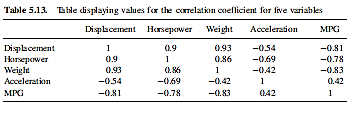 Table 5.13. Table displaying values for the correlation coefficient for five variables
Displacement Horsepower Weight Acceleration MPG
Displacement 1 0.9 0.93 −0.54 −0.81
Horsepower 0.9 1 0.86 −0.69 −0.78
Weight 0.93 0.86 1 −0.42 −0.83
Acceleration −0.54 −0.69 −0.42 1 0.42
MPG −0.81 −0.78 −0.83 0.42 1